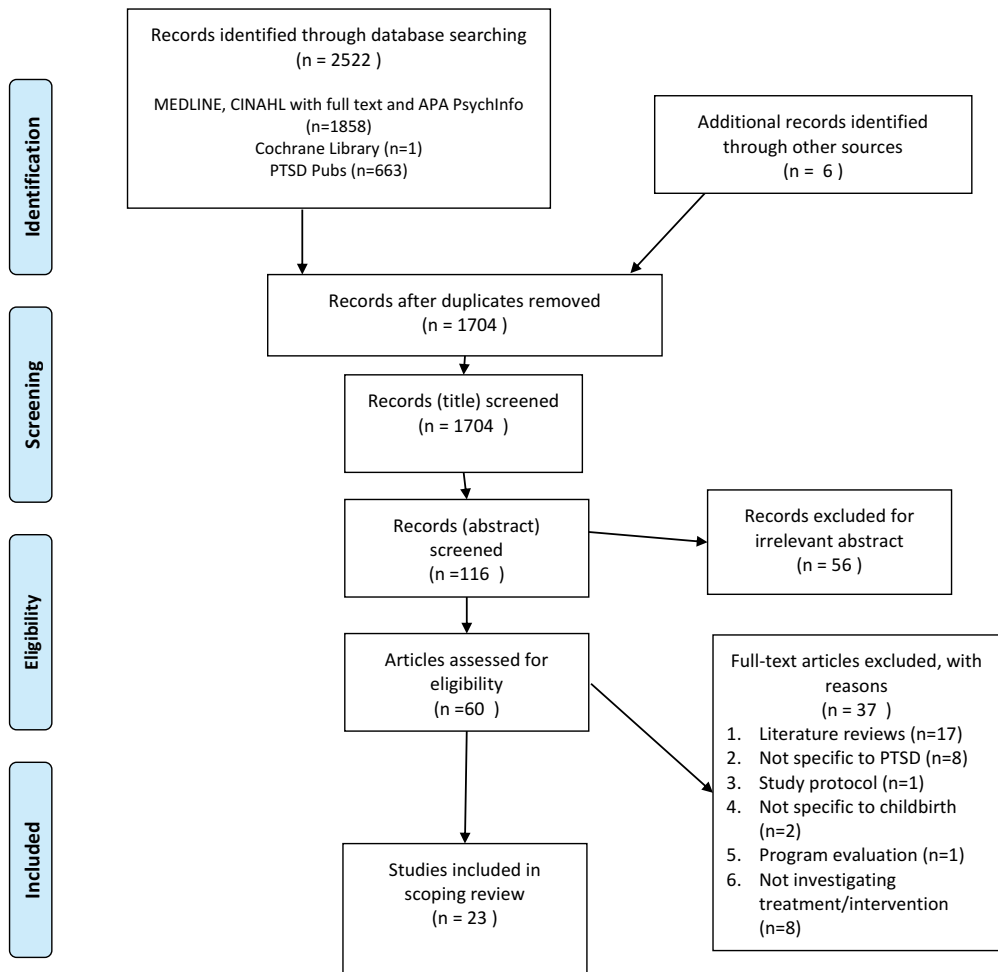 Records identified through database searching
(n = 2522 )
MEDLINE, CINAHL with full text and APA PsychInfo
(n=1858)
Cochrane Library (n=1)
PTSD Pubs (n=663)
Additional records identified
through other sources
(n = 6 )
Identification
Records after duplicates removed
(n = 1704 )
Screening
Records (title) screened
(n = 1704 )
Records (abstract)
screened
(n =116 )
Records excluded for
irrelevant abstract
(n = 56 )
Eligibility
Articles assessed for
eligibility
(n =60 )
Full-text articles excluded, with
reasons
(n = 37 )
1. Literature reviews (n=17)
2. Not specific to PTSD (n=8)
3. Study protocol (n=1)
4. Not specific to childbirth
(n=2)
5. Program evaluation (n=1)
6. Not investigating
treatment/intervention
(n=8)
Included
Studies included in
scoping review
(n = 23 )